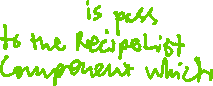 is pass
to the RecipeList
Component which